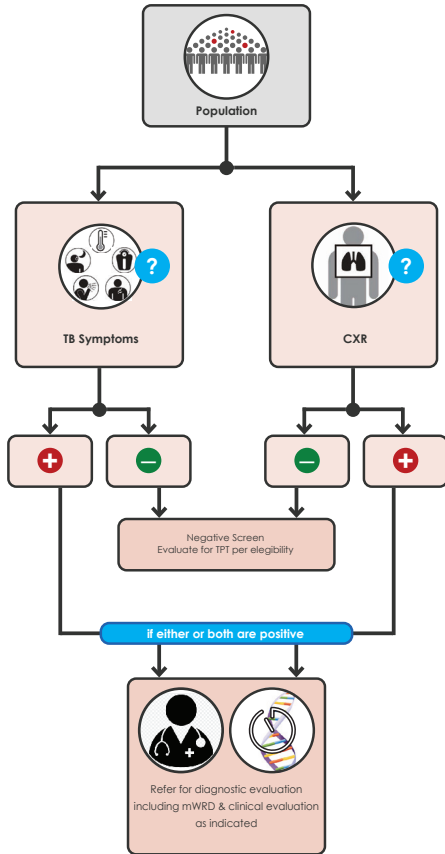 Population
?
?
TB Symptoms
CXR
Negative Screen
Evaluate for TPT per elegibility
if either or both are positive
Refer for diagnostic evaluation
including mWRD & clinical evaluation
as indicated